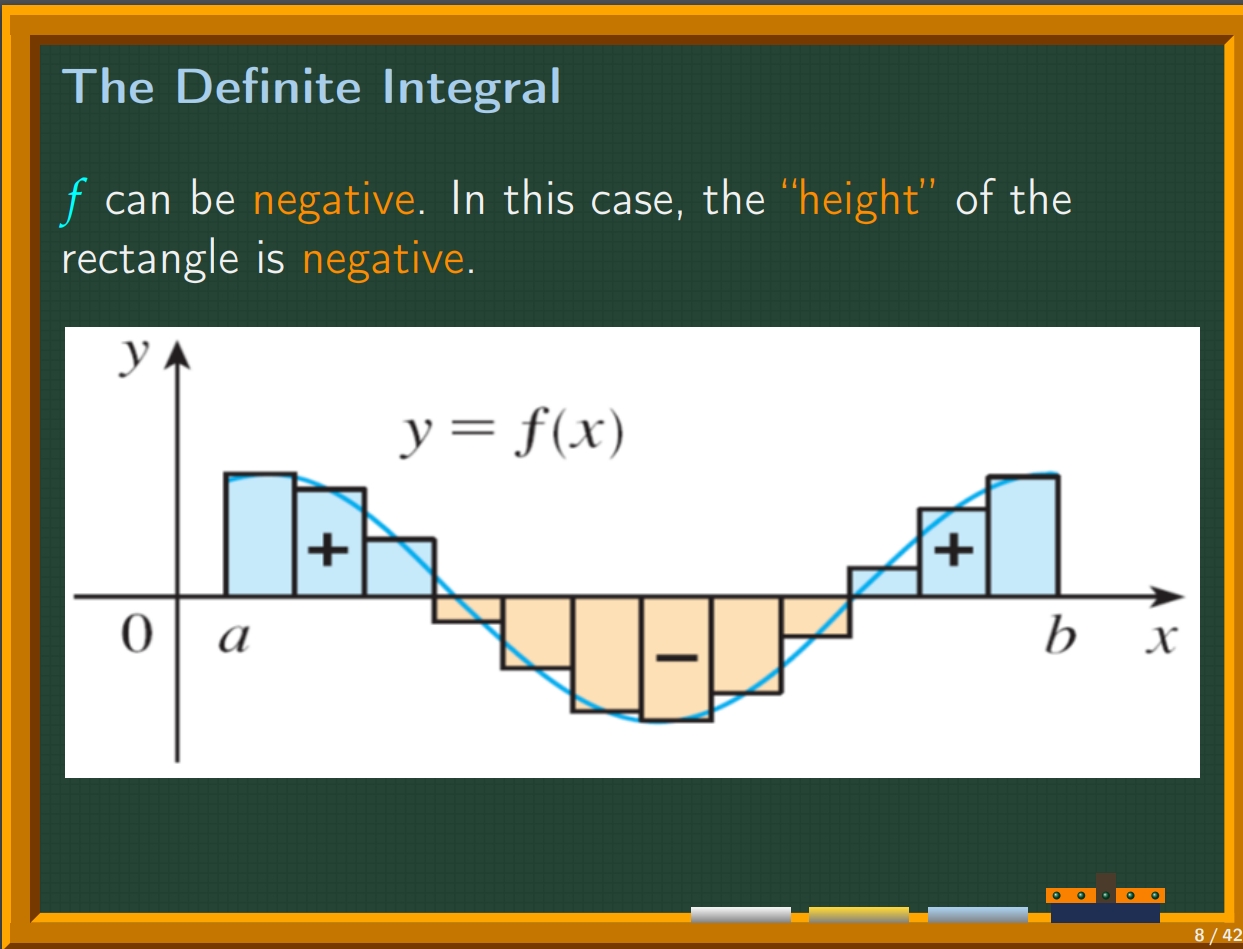 The Definite Integral
f can be negative. In this case, the “height” of the
rectangle is negative.
y
y = f(x)
+
+
−
0
a
b
x
8 / 42